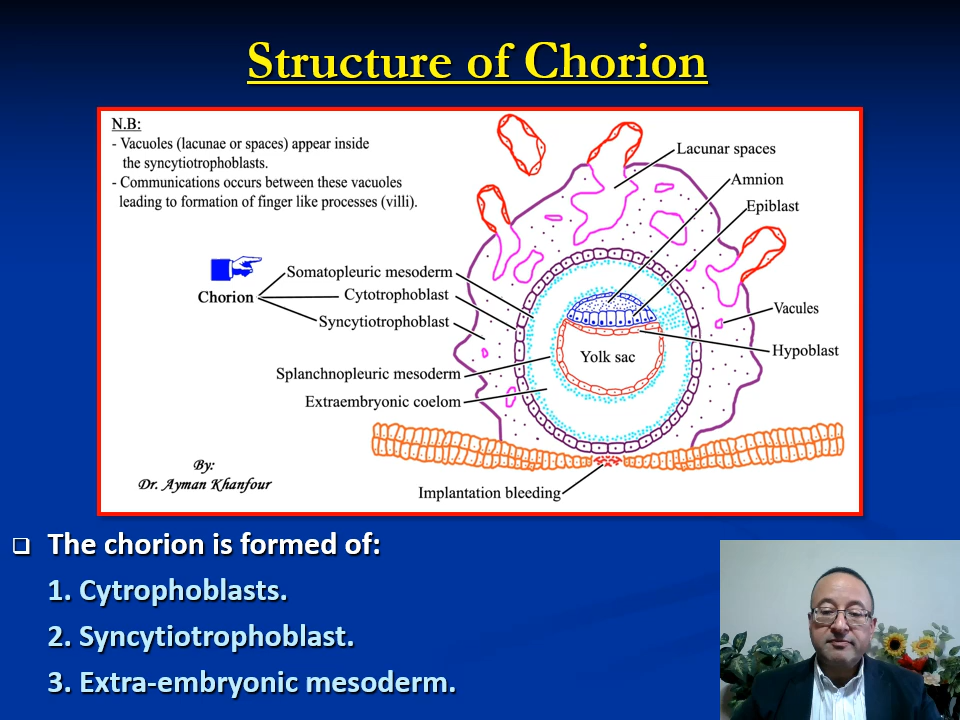 Structure of Chorion
N.B:
- Vacuoles (lacunae or spaces) appear inside
the syncytiotrophoblasts.
- Communications occurs between these vacuoles
leading to formation of finger like processes (villi).
Lacunar spaces
Amnion
Epiblast
Somatopleuric mesoderm
Chorion
Cytotrophoblast
Syncytiotrophoblast
Vacules
Hypoblast
Yolk sac
Splanchnopleuric mesoderm
Extraembryonic coelom
By:
Dr. Ayman Khanfour
Implantation bleeding
The chorion is formed of:
1. Cytrophoblasts.
2. Syncytiotrophoblast.
3. Extra-embryonic mesoderm.